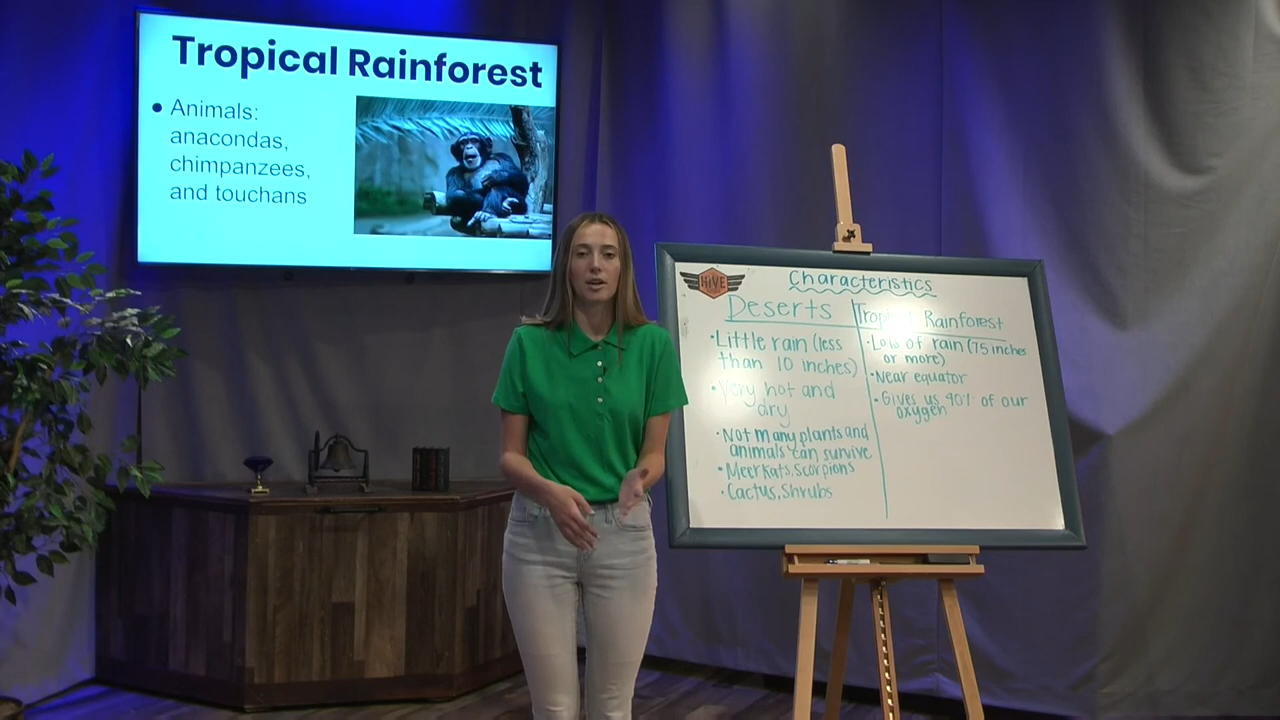 Tropical Rainforest
• Animals:
anacondas,
chimpanzees,
and touchans
HIVE
Characteristics
Deserts
• Little rain (less
than 10 inches)
• Very hot and
dry
• Not many plants and
animals can survive
• Meerkats, Scorpions
• Cactus, Shrubs
Tropical Rainforest
• Lots of rain (75 inches
or more)
• Near equator
• Gives us 40% of our
oxygen